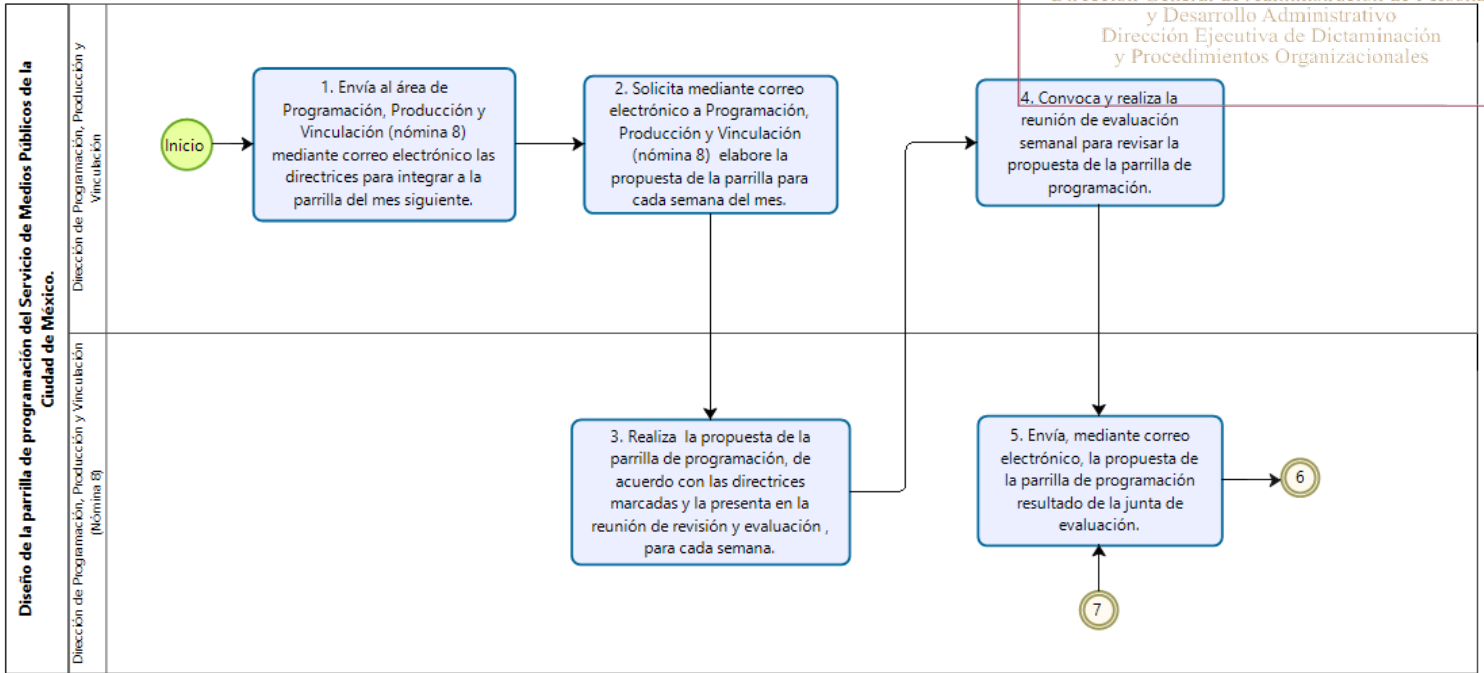 y Desarrollo Administrativo
Dirección Ejecutiva de Dictaminación
y Procedimientos Organizacionales
Diseño de la parrilla de programación del Servicio de Medios Públicos de la
Ciudad de México.
Dirección de Programación, Producción y
Vinculación
Inicio
1. Envía al área de
Programación, Producción y
Vinculación (nómina 8)
mediante correo electrónico las
directrices para integrar a la
parrilla del mes siguiente.
2. Solicita mediante correo
electrónico a Programación,
Producción y Vinculación
(nómina 8) elabore la
propuesta de la parrilla para
cada semana del mes.
4. Convoca y realiza la
reunión de evaluación
semanal para revisar la
propuesta de la parrilla de
programación.
Dirección de Programación, Producción y Vinculación
(Nómina 8)
3. Realiza la propuesta de la
parrilla de programación, de
acuerdo con las directrices
marcadas y la presenta en la
reunión de revisión y evaluación ,
para cada semana.
5. Envía, mediante correo
electrónico, la propuesta de
la parrilla de programación
resultado de la junta de
evaluación.
6
7